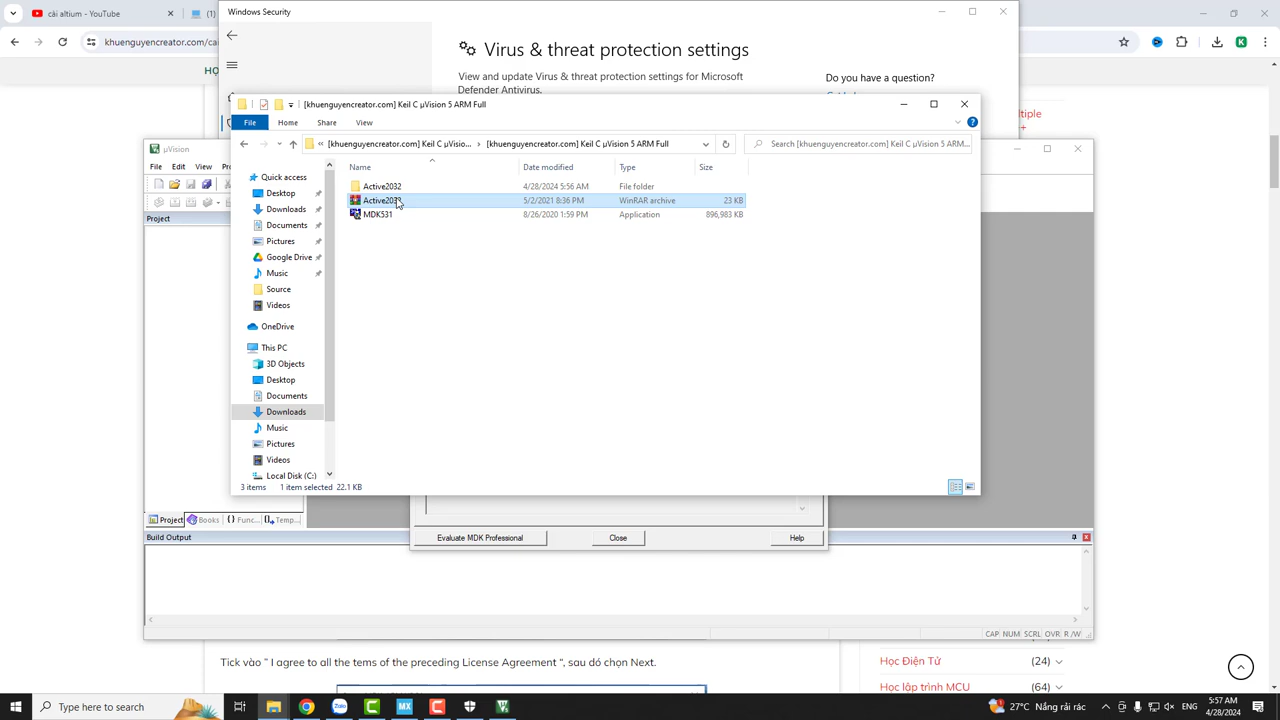 cài altium
Windows Security
khuenguyencreator.com/ca
Virus & threat protection settings
View and update Virus & threat protection settings for Microsoft
Defender Antivirus.
Do you have a question?
[khuenguyencreator.com] Keil C µVision 5 ARM Full
File
Home
Share
View
[khuenguyencreator.com] Keil C µVisio...
[khuenguyencreator.com] Keil C µVision 5 ARM Full
Search [khuenguyencreator.com] Keil C µVision 5 ARM...
µVision
File
Edit
View
Project
Name
Date modified
Type
Size
Active2032
4/28/2024 5:56 AM
File folder
5/2/2021 8:36 PM
WinRAR archive
23 KB
MDK531
8/26/2020 1:59 PM
Application
896,983 KB
Quick access
Desktop
Downloads
Documents
Pictures
Google Drive
Music
Source
Videos
OneDrive
This PC
3D Objects
Desktop
Documents
Downloads
Music
Pictures
Videos
Local Disk (C:)
3 items
1 item selected 22.1 KB
Project
Books
Func...
Temp...
Evaluate MDK Professional
Close
Help
Build Output
CAP NUM SCRL OVR R /W
Tick vào " I agree to all the tems of the preceding License Agreement ", sau đó chọn Next.
Học Điện Tử
(24)
Học lập trình MCU
(64)
Type here to search
Zalo
MX
27°C Nắng rải rác
5:57 AM
4/28/2024